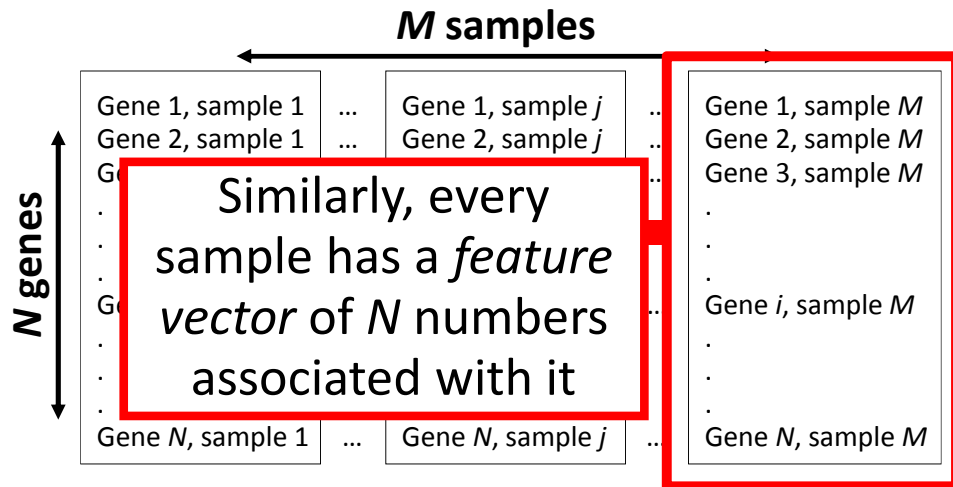 M samples
N genes
Gene 1, sample 1 ... Gene 1, sample j ... Gene 1, sample M
Gene 2, sample 1 ... Gene 2, sample j ... Gene 2, sample M
Ge .. Gene 3, sample M
.
.
.
Ge .. Gene i, sample M
.
.
.
Gene N, sample 1 ... Gene N, sample j ... Gene N, sample M
Similarly, every
sample has a feature
vector of N numbers
associated with it